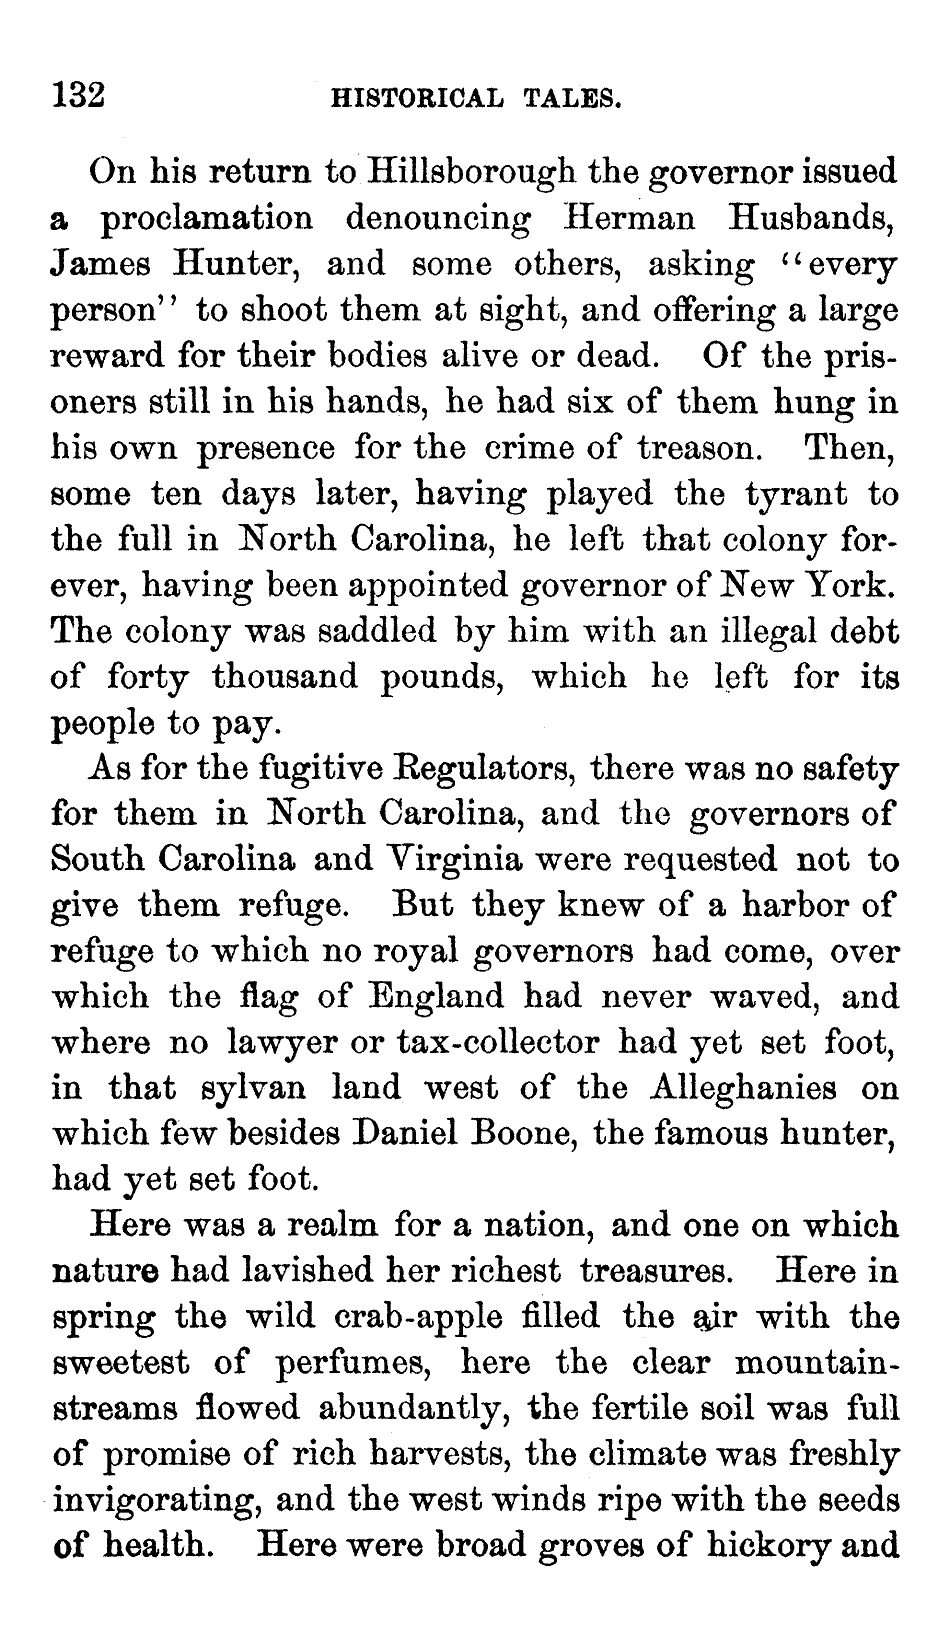 132 HISTORICAL TALES.
On his return to Hillsborough the governor issued
a proclamation denouncing Herman Husbands,
James Hunter, and some others, asking “every
person” to shoot them at sight, and offering a large
reward for their bodies alive or dead. Of the pris-
oners still in his hands, he had six of them hung in
his own presence for the crime of treason. Then,
some ten days later, having played the tyrant to
the full in North Carolina, he left that colony for-
ever, having been appointed governor of New York.
The colony was saddled by him with an illegal debt
of forty thousand pounds, which he left for its
people to pay.
As for the fugitive Regulators, there was no safety
for them in North Carolina, and the governors of
South Carolina and Virginia were requested not to
give them refuge. But they knew of a harbor of
refuge to which no royal governors had come, over
which the flag of England had never waved, and
where no lawyer or tax-collector had yet set foot,
in that sylvan land west of the Alleghanies on
which few besides Daniel Boone, the famous hunter,
had yet set foot.
Here was a realm for a nation, and one on which
nature had lavished her richest treasures. Here in
spring the wild crab-apple filled the air with the
sweetest of perfumes, here the clear mountain-
streams flowed abundantly, the fertile soil was full
of promise of rich harvests, the climate was freshly
invigorating, and the west winds ripe with the seeds
of health. Here were broad groves of hickory and